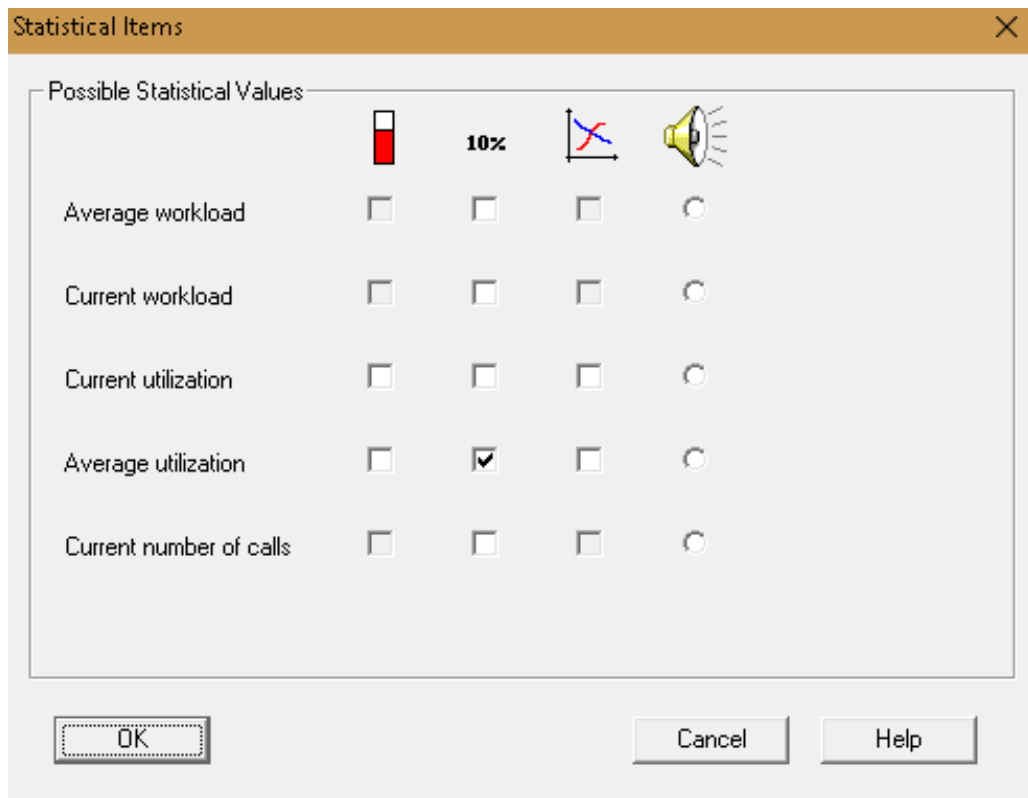 Statistical Items
Possible Statistical Values
10%
Average workload
Current workload
Current utilization
Average utilization
Current number of calls
OK Cancel Help